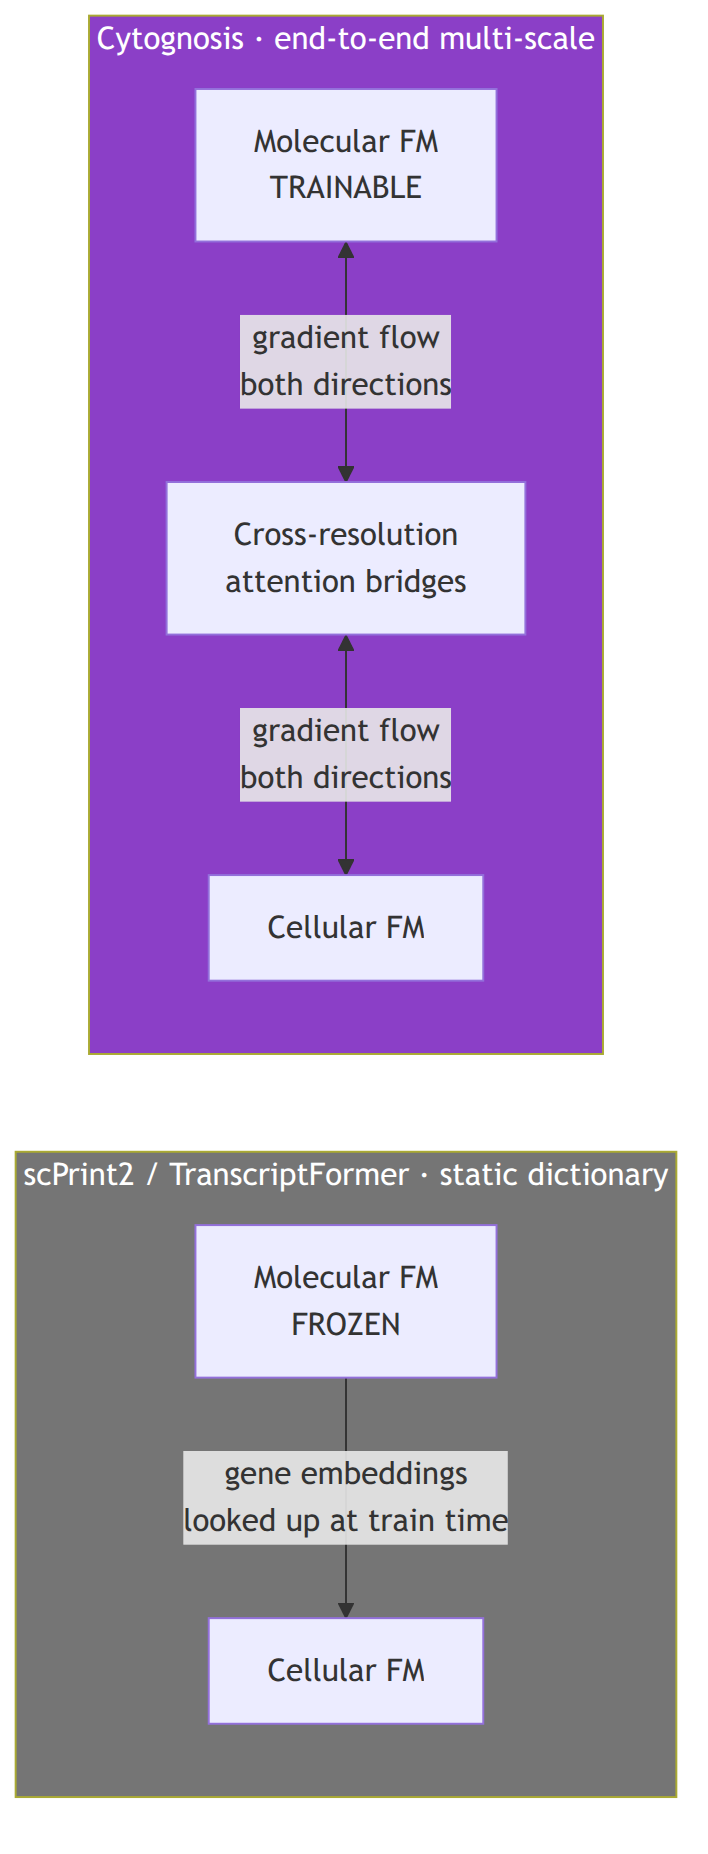 Cytognosis · end-to-end multi-scale
Molecular FM
TRAINABLE
gradient flow
both directions
Cross-resolution
attention bridges
gradient flow
both directions
Cellular FM
scPrint2 / TranscriptFormer · static dictionary
Molecular FM
FROZEN
gene embeddings
looked up at train time
Cellular FM